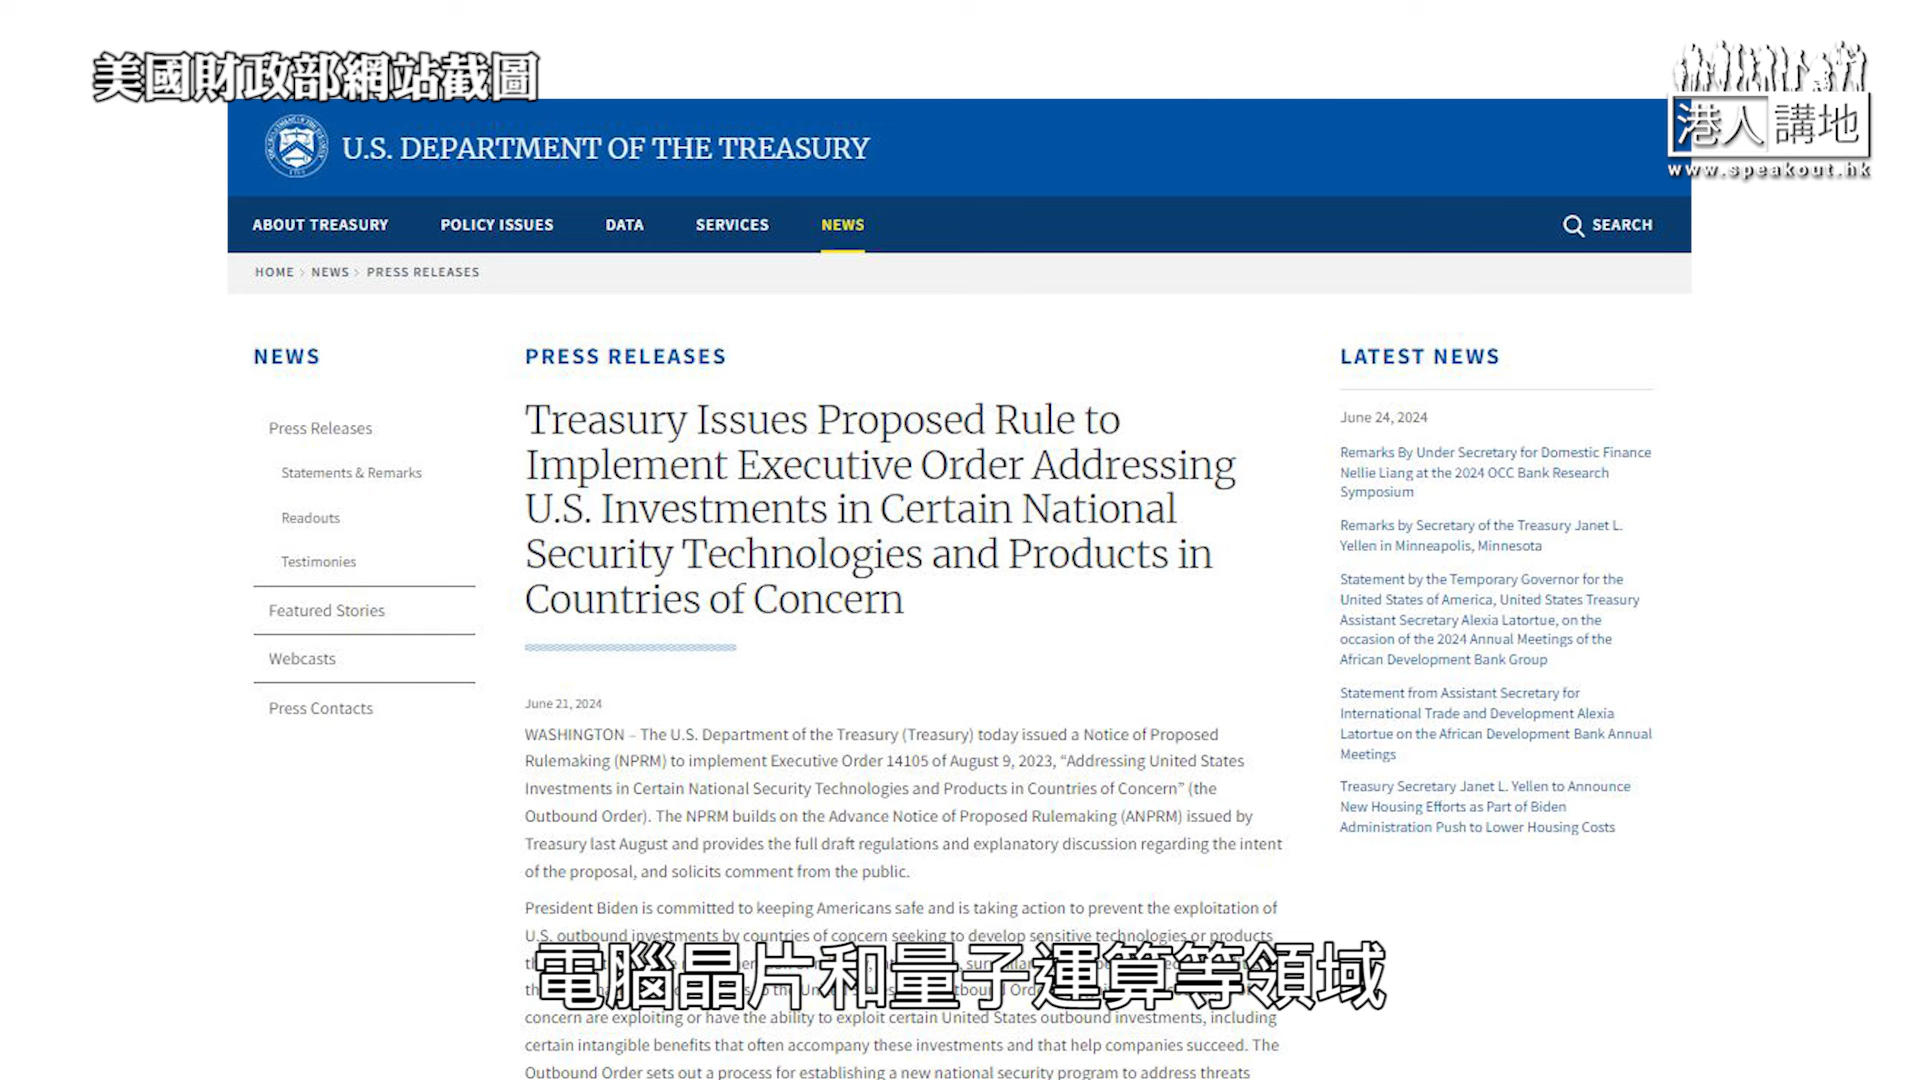 美國財政部網站截圖
港人講地
www.speakout.hk
U.S. DEPARTMENT OF THE TREASURY
ABOUT TREASURY
POLICY ISSUES
DATA
SERVICES
NEWS
SEARCH
HOME > NEWS > PRESS RELEASES
NEWS
Press Releases
Statements & Remarks
Readouts
Testimonies
Featured Stories
Webcasts
Press Contacts
PRESS RELEASES
Treasury Issues Proposed Rule to
Implement Executive Order Addressing
U.S. Investments in Certain National
Security Technologies and Products in
Countries of Concern
June 21, 2024
WASHINGTON – The U.S. Department of the Treasury (Treasury) today issued a Notice of Proposed
Rulemaking (NPRM) to implement Executive Order 14105 of August 9, 2023, “Addressing United States
Investments in Certain National Security Technologies and Products in Countries of Concern” (the
Outbound Order). The NPRM builds on the Advance Notice of Proposed Rulemaking (ANPRM) issued by
Treasury last August and provides the full draft regulations and explanatory discussion regarding the intent
of the proposal, and solicits comment from the public.
President Biden is committed to keeping Americans safe and is taking action to prevent the exploitation of
U.S. outbound investments by countries of concern seeking to develop sensitive technologies or products
電腦晶片和量子運算等領域
concern are exploiting or have the ability to exploit certain United States outbound investments, including
certain intangible benefits that often accompany these investments and that help companies succeed. The
Outbound Order sets out a process for establishing a new national security program to address threats
LATEST NEWS
June 24, 2024
Remarks By Under Secretary for Domestic Finance
Nellie Liang at the 2024 OCC Bank Research
Symposium
Remarks by Secretary of the Treasury Janet L.
Yellen in Minneapolis, Minnesota
Statement by the Temporary Governor for the
United States of America, United States Treasury
Assistant Secretary Alexia Latortue, on the
occasion of the 2024 Annual Meetings of the
African Development Bank Group
Statement from Assistant Secretary for
International Trade and Development Alexia
Latortue on the African Development Bank Annual
Meetings
Treasury Secretary Janet L. Yellen to Announce
New Housing Efforts as Part of Biden
Administration Push to Lower Housing Costs